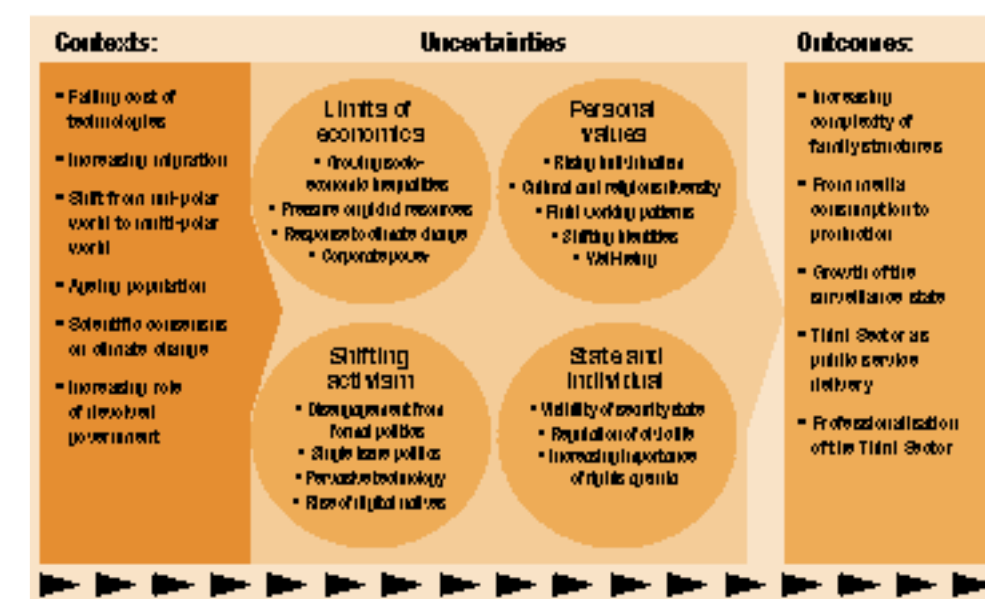 Contexts:
▪ Falling cost of
technologies
▪ Increasing migration
▪ Shift from uni-polar
world to multi-polar
world
▪ Ageing population
▪ Scientific consensus
on climate change
▪ Increasing role
of devolved
government
Uncertainties
Limits of
economics
▪ Growing socio-
economic inequalities
▪ Pressure on global resources
▪ Response to climate change
▪ Corporate power
Personal
values
▪ Rising individualism
▪ Cultural and religious diversity
▪ working patterns
▪ Shifting identities
▪ Well-being
Shifting
activism
▪ Disengagement from
formal politics
▪ Single issue politics
▪ Pervasive technology
▪ Rise of digital natives
State and
individual
▪ Visibility of security state
▪ Regulation of civic life
▪ Increasing importance
of rights agenda
Outcomes:
▪ Increasing
complexity of
family structures
▪ From media
consumption to
production
▪ Growth of the
surveillance state
▪ Third Sector as
public service
delivery
▪ Professionalisation
of the Third Sector